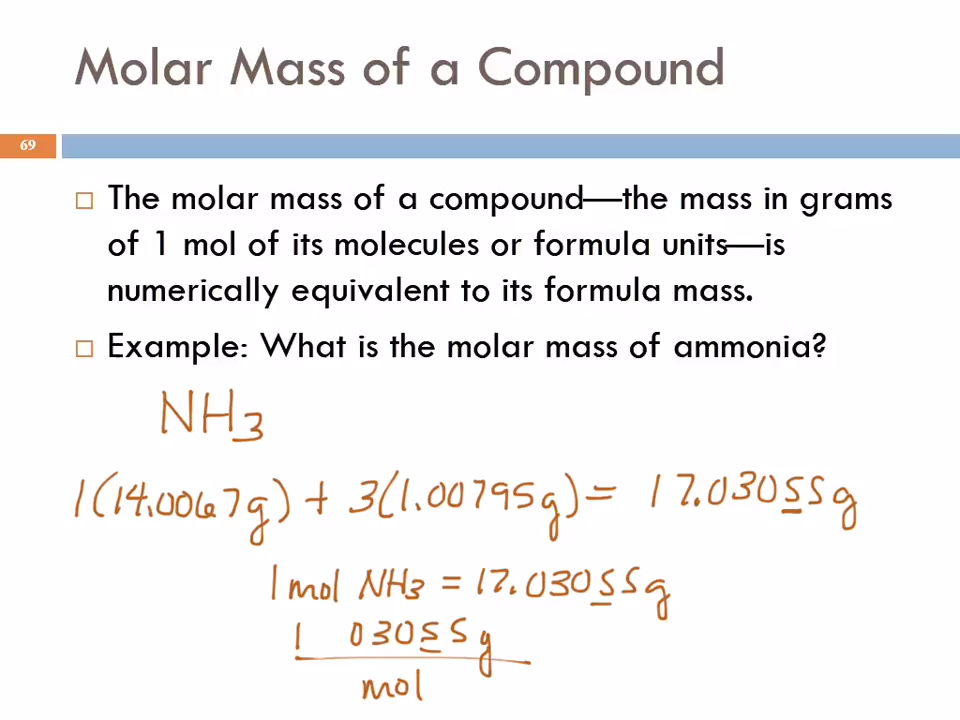 Molar Mass of a Compound
69
The molar mass of a compound—the mass in grams
of 1 mol of its molecules or formula units—is
numerically equivalent to its formula mass.
Example: What is the molar mass of ammonia?
NH3
1(14.0067g) + 3(1.00795g) = 17.03055g
1 mol NH3 = 17.03055g
1 03055g
mol